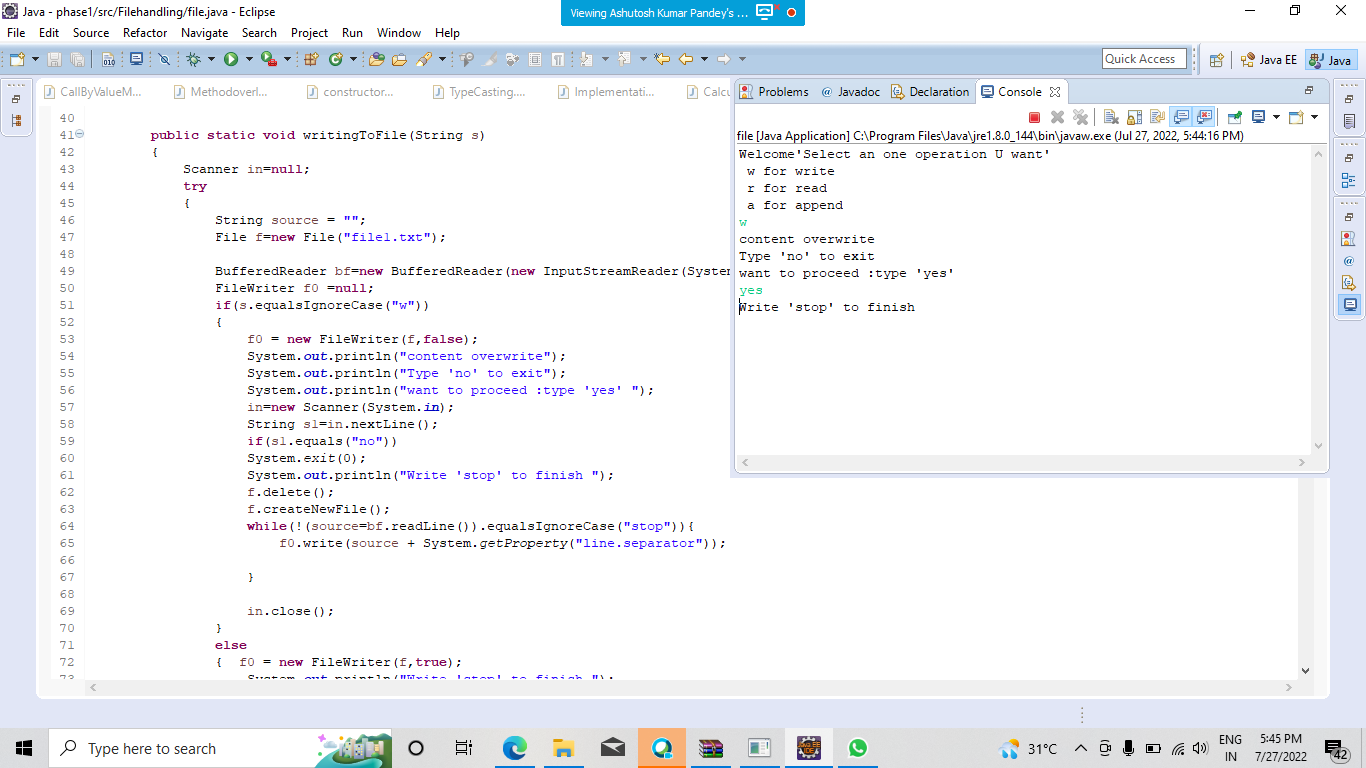 Java - phase1/src/Filehandling/file.java - Eclipse
Viewing Ashutosh Kumar Pandey's ...
File Edit Source Refactor Navigate Search Project Run Window Help
Quick Access
Java EE
Java
CallByValueM...
Methodoverl...
constructor...
TypeCasting....
Implementati...
Calcu
40
41 public static void writingToFile(String s)
42 {
43 Scanner in=null;
44 try
45 {
46 String source = "";
47 File f=new File("file1.txt");
48
49 BufferedReader bf=new BufferedReader(new InputStreamReader(System
50 FileWriter f0 =null;
51 if(s.equalsIgnoreCase("w"))
52 {
53 f0 = new FileWriter(f,false);
54 System.out.println("content overwrite");
55 System.out.println("Type 'no' to exit");
56 System.out.println("want to proceed :type 'yes' ");
57 in=new Scanner(System.in);
58 String s1=in.nextLine();
59 if(s1.equals("no"))
60 System.exit(0);
61 System.out.println("Write 'stop' to finish ");
62 f.delete();
63 f.createNewFile();
64 while(!(source=bf.readLine()).equalsIgnoreCase("stop")){
65 f0.write(source + System.getProperty("line.separator"));
66
67 }
68
69 in.close();
70 }
71 else
72 { f0 = new FileWriter(f,true);
73 System.out.println("Write 'stop' to finish ");
Problems @ Javadoc Declaration Console
file [Java Application] C:\Program Files\Java\jre1.8.0_144\bin\javaw.exe (Jul 27, 2022, 5:44:16 PM)
Welcome'Select an one operation U want'
w for write
r for read
a for append
w
content overwrite
Type 'no' to exit
want to proceed :type 'yes'
yes
Write 'stop' to finish
Type here to search
31°C
ENG
IN
5:45 PM
7/27/2022
42